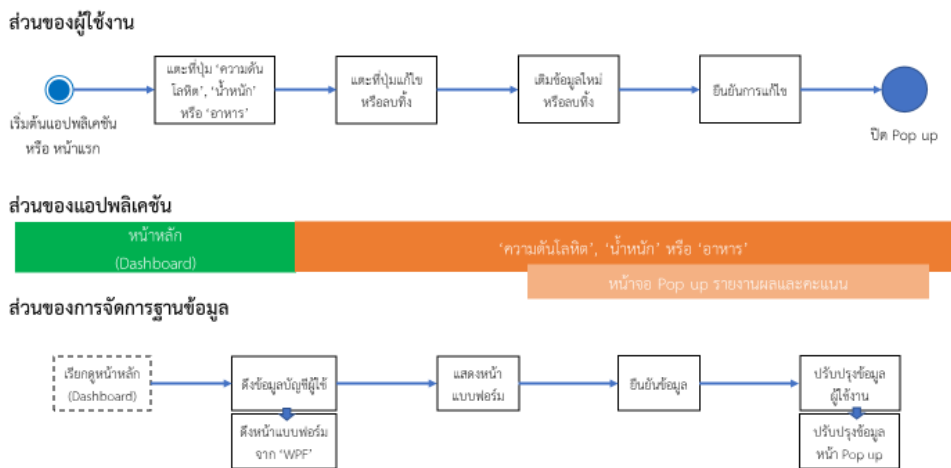 ส่วนของผู้ใช้งาน
เริ่มต้นแอปพลิเคชัน
หรือ หน้าแรก
แตะที่ปุ่ม ‘ความดัน
โลหิต’, ‘น้ำหนัก’
หรือ ‘อาหาร’
แตะที่ปุ่มแก้ไข
หรือลบทิ้ง
เติมข้อมูลใหม่
หรือลบทิ้ง
ยืนยันการแก้ไข
ปิด Pop up
ส่วนของแอปพลิเคชัน
หน้าหลัก
(Dashboard)
‘ความดันโลหิต’, ‘น้ำหนัก’ หรือ ‘อาหาร’
หน้าจอ Pop up รายงานผลและคะแนน
ส่วนของการจัดการฐานข้อมูล
เรียกดูหน้าหลัก
(Dashboard)
ดึงข้อมูลบัญชีผู้ใช้
ดึงหน้าแบบฟอร์ม
จาก ‘WPF’
แสดงหน้า
แบบฟอร์ม
ยืนยันข้อมูล
ปรับปรุงข้อมูล
ผู้ใช้งาน
ปรับปรุงข้อมูล
หน้า Pop up